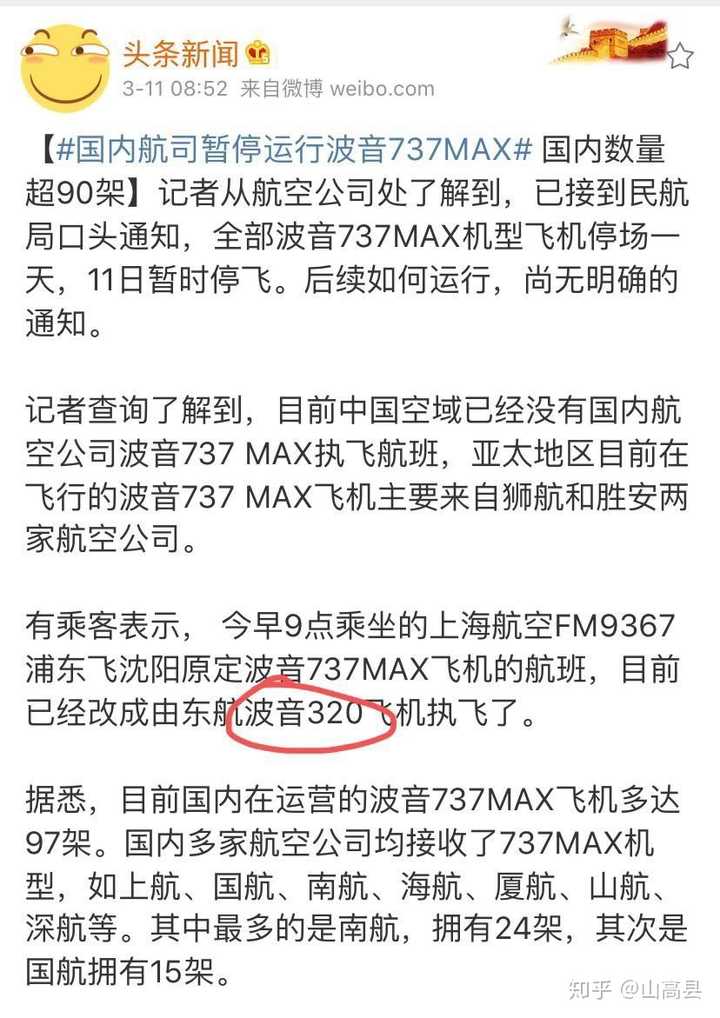 头条新闻
3-11 08:52 来自微博 weibo.com
【#国内航司暂停运行波音737MAX# 国内数量
超90架】记者从航空公司处了解到，已接到民航
局口头通知，全部波音737MAX机型飞机停场一
天，11日暂时停飞。后续如何运行，尚无明确的
通知。
记者查询了解到，目前中国空域已经没有国内航
空公司波音737 MAX执飞航班，亚太地区目前在
飞行的波音737 MAX飞机主要来自狮航和胜安两
家航空公司。
有乘客表示， 今早9点乘坐的上海航空FM9367
浦东飞沈阳原定波音737MAX飞机的航班，目前
已经改成由东航波音320飞机执飞了。
据悉，目前国内在运营的波音737MAX飞机多达
97架。国内多家航空公司均接收了737MAX机
型，如上航、国航、南航、海航、厦航、山航、
深航等。其中最多的是南航，拥有24架，其次是
国航拥有15架。
知乎 @山高县